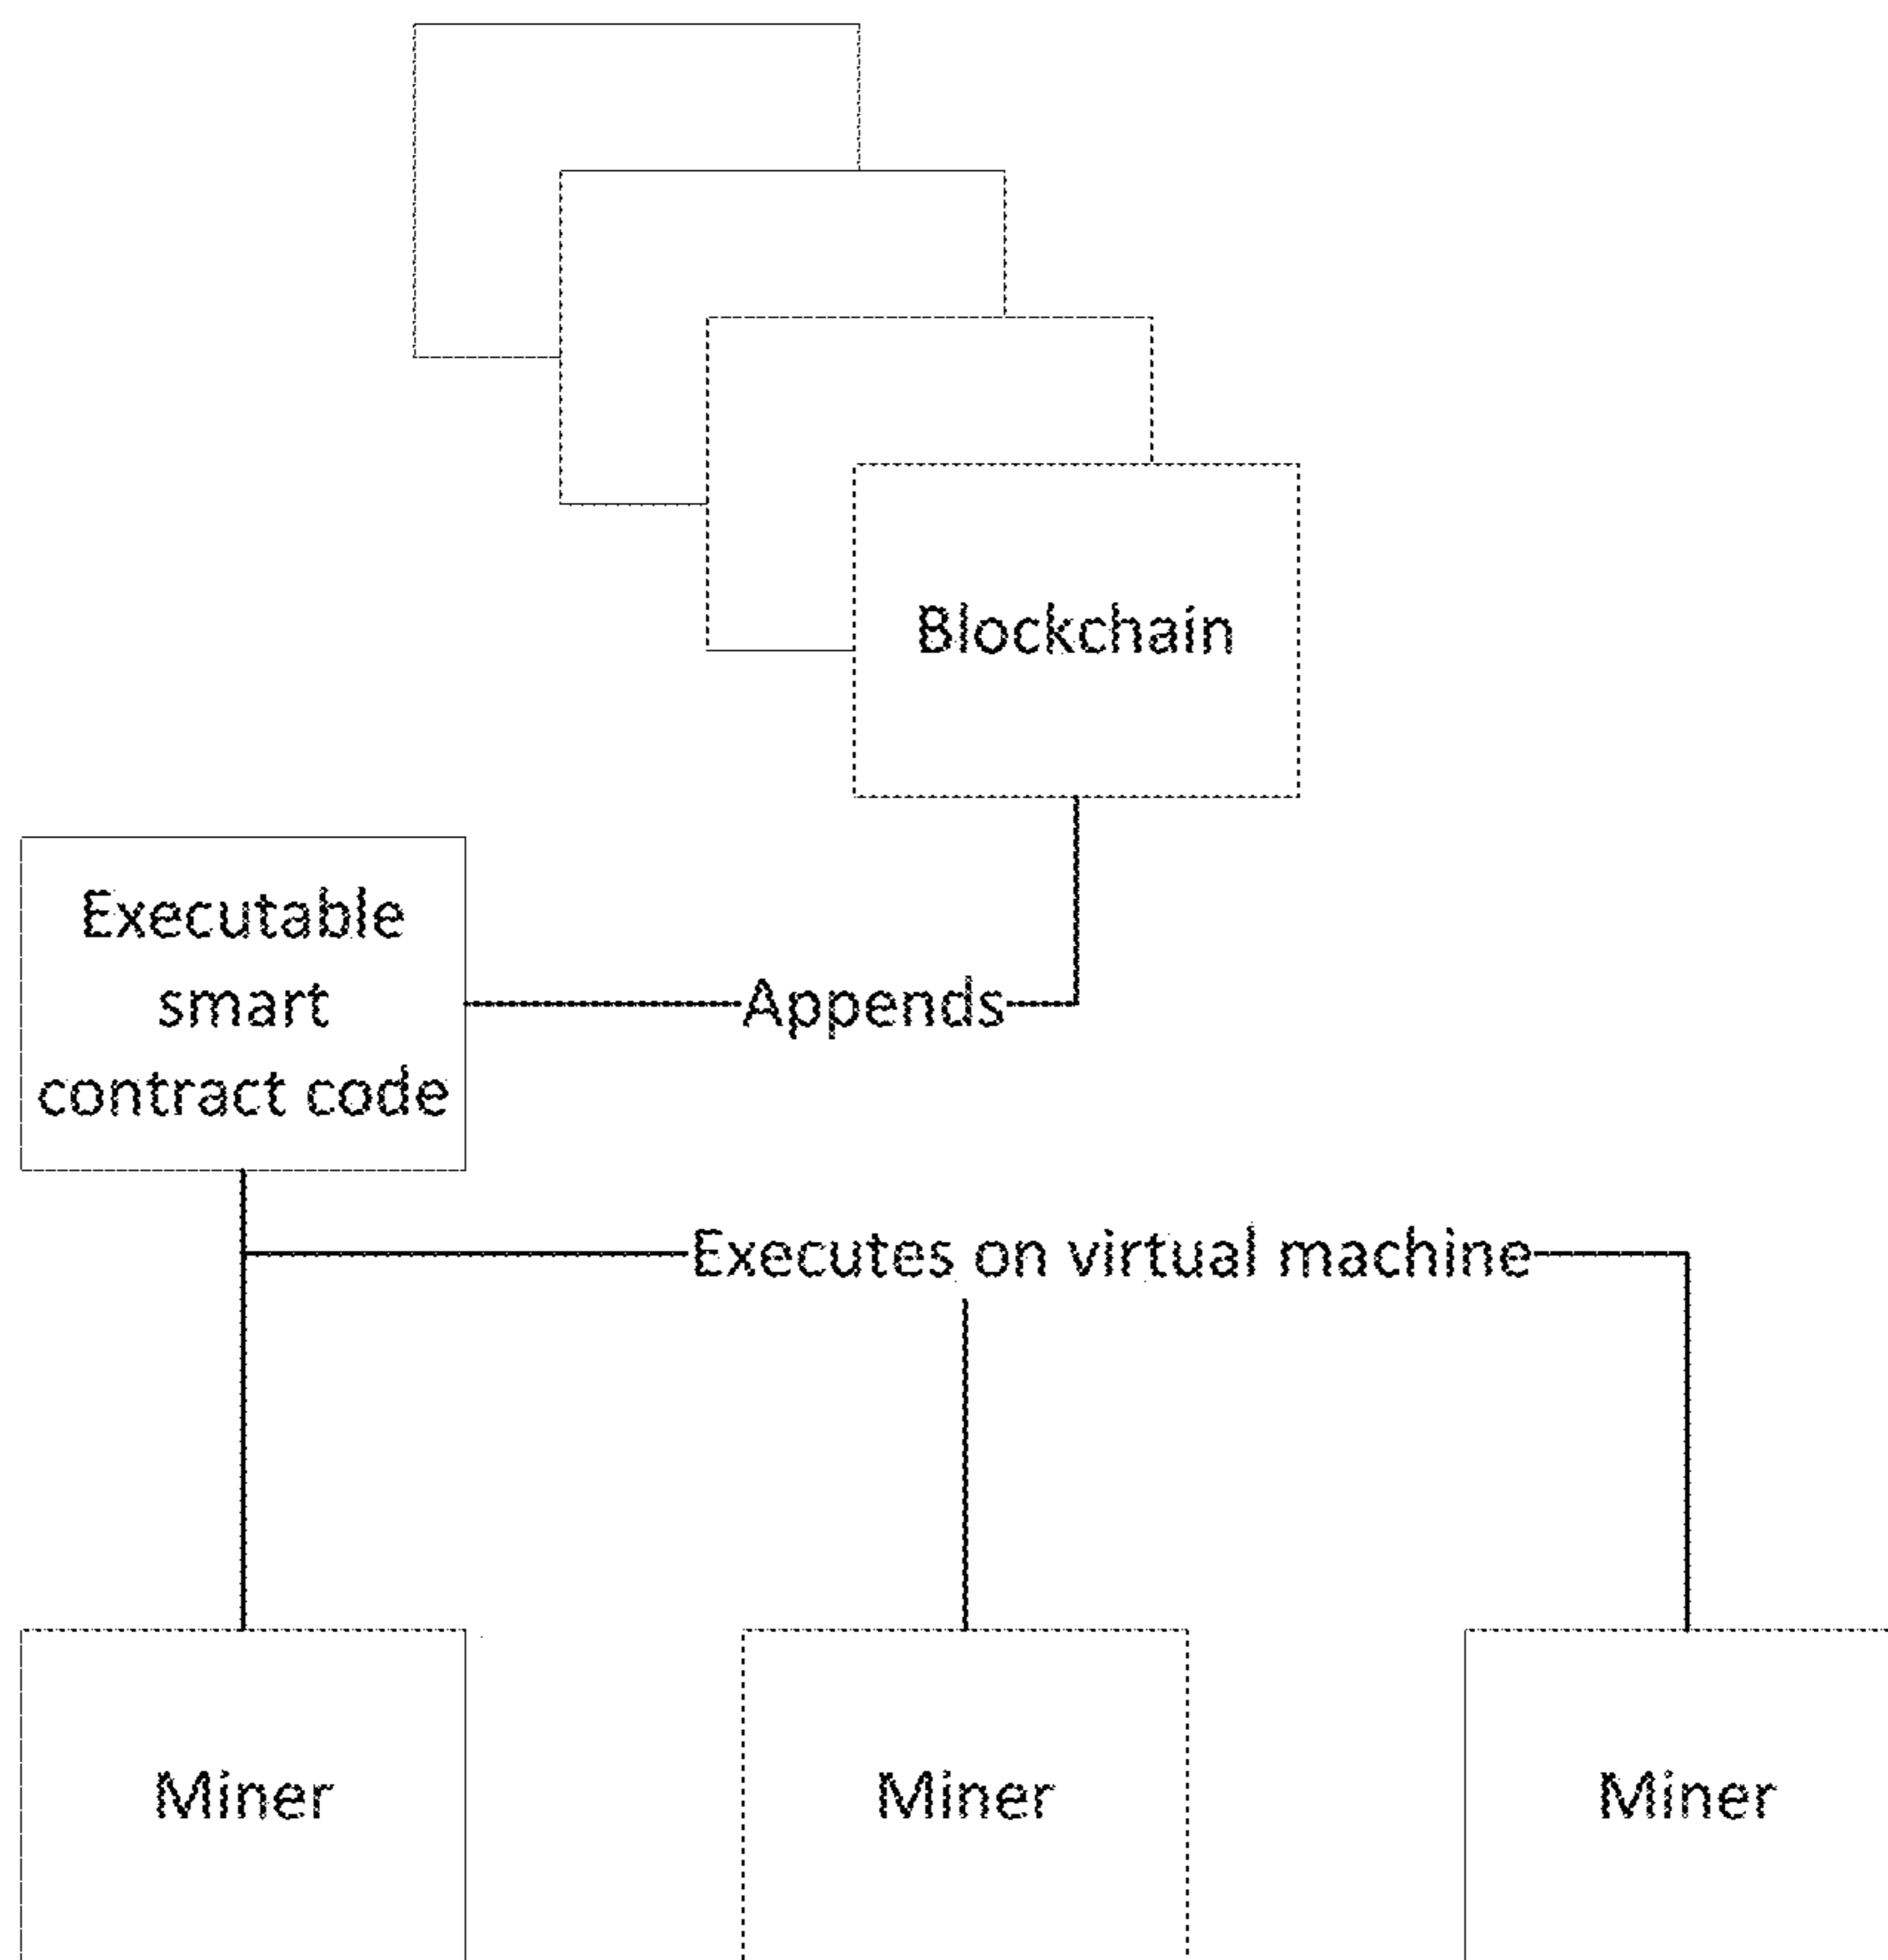 Blockchain
Executable
smart
contract code
Appends
Executes on virtual machine
Miner
Miner
Miner